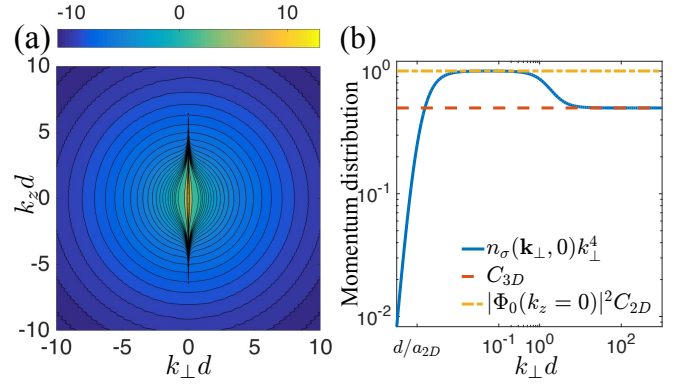 -10 0 10
(a)
(b)
10
5
0
-5
-10
k_z d
-10 -5 0 5 10
k_⊥ d
Momentum distribution
10^0
10^-1
10^-2
n_σ(k_⊥, 0)k_⊥^4
C_3D
|Φ_0(k_z = 0)|^2 C_2D
d/a_2D 10^-1 10^0 10^2
k_⊥ d